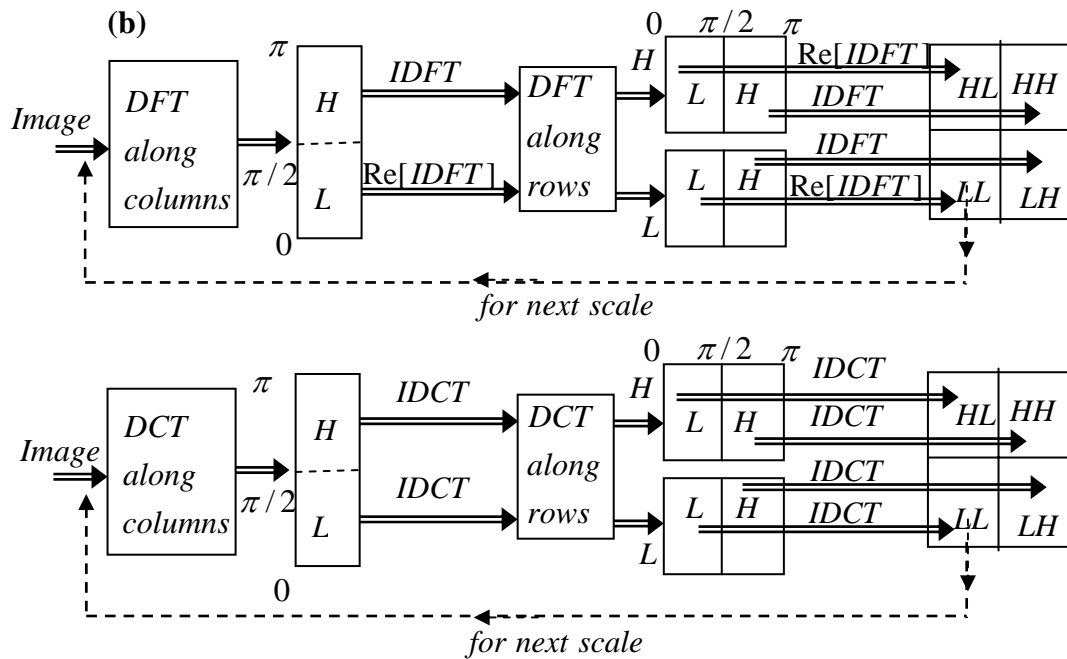 (b)
0 π/2 π
π H Re[IDFT]
IDFT
DFT
along
columns
H
DFT
along
rows
L H
HL HH
Image
IDFT
IDFT
π/2
Re[IDFT]
L
L H
Re[IDFT]
LL LH
0
L
for next scale
0 π/2 π
π H IDCT
IDCT
DCT
along
columns
H
DCT
along
rows
L H
IDCT
HL HH
Image
IDCT
IDCT
π/2
L
L H
IDCT
LL LH
0
L
for next scale